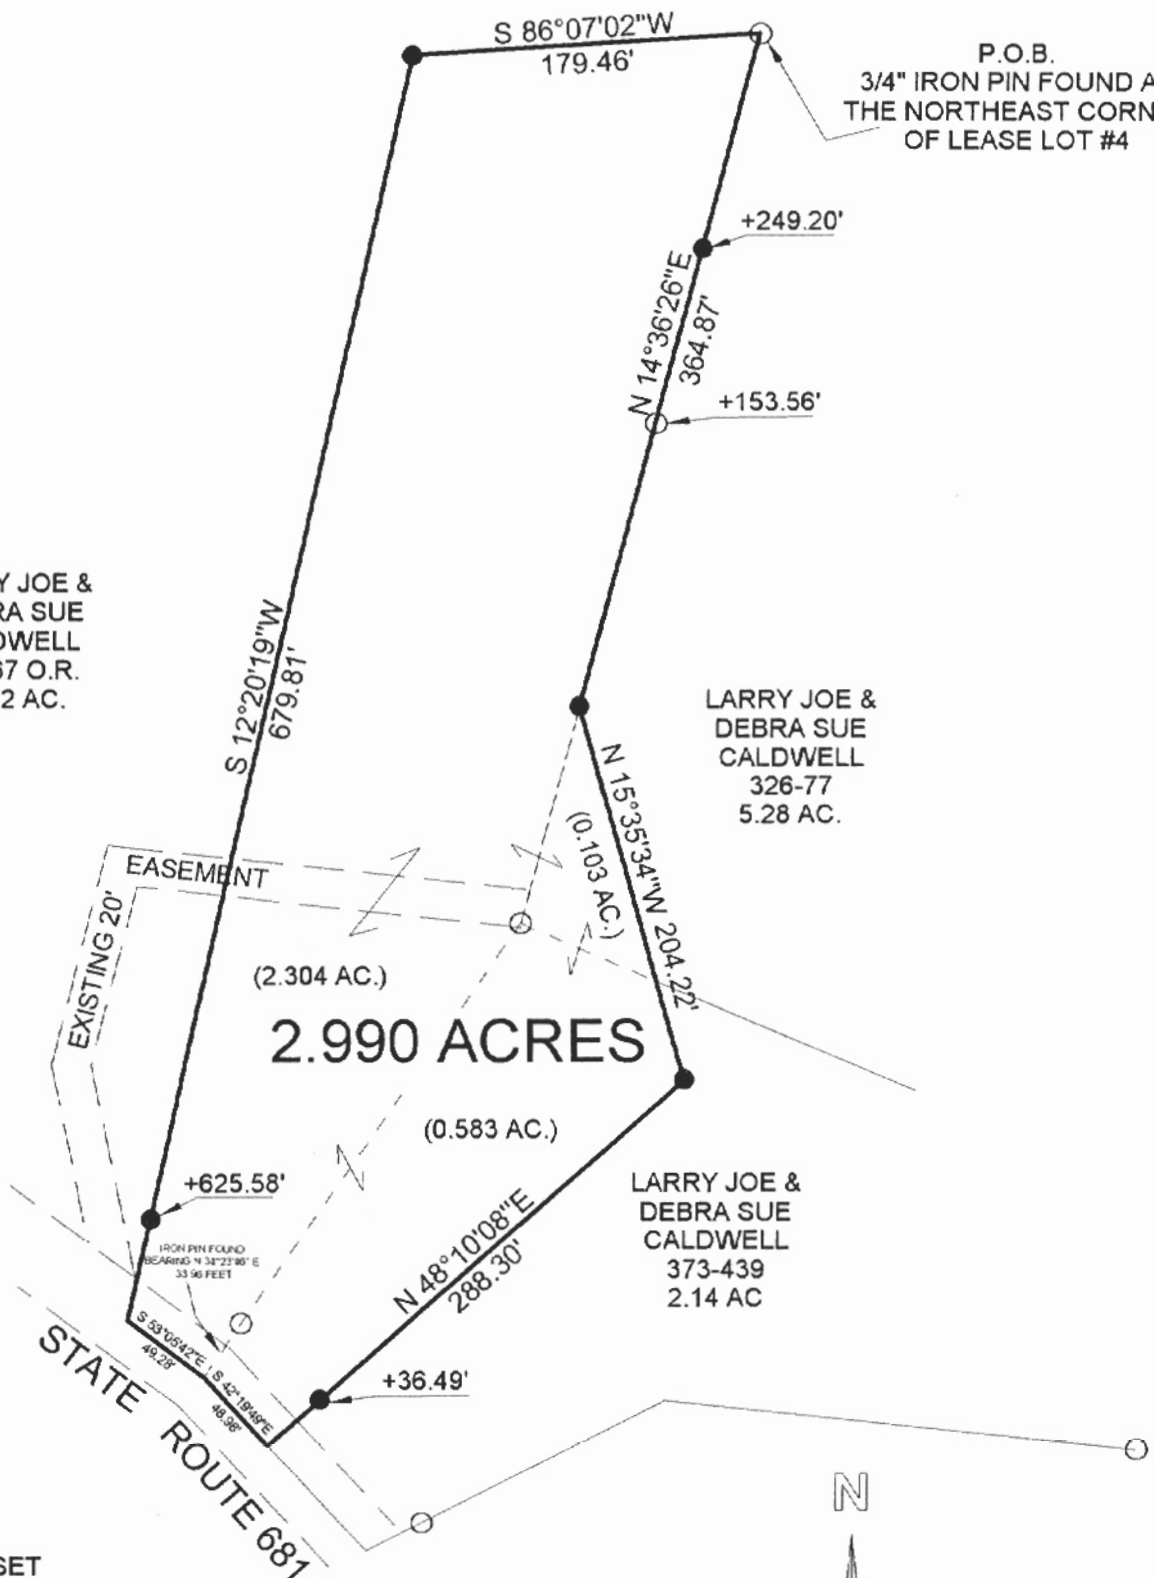 S 86°07'02"W
179.46'
P.O.B.
3/4" IRON PIN FOUND A
THE NORTHEAST CORN
OF LEASE LOT #4
+249.20'
N 14°36'26"E
364.87'
+153.56'
Y JOE &
RA SUE
DWELL
67 O.R.
2 AC.
S 12°20'19"W
679.81'
LARRY JOE &
DEBRA SUE
CALDWELL
326-77
5.28 AC.
N 15°35'34"W 204.22'
(0.103 AC.)
EASEMENT
EXISTING 20'
(2.304 AC.)
2.990 ACRES
(0.583 AC.)
+625.58'
LARRY JOE &
DEBRA SUE
CALDWELL
373-439
2.14 AC
IRON PIN FOUND
BEARING N E
33.96 FEET
N 48°10'08"E
288.30'
S 53°05'42"E
49.28'
S 42°19'49"E
48.98'
+36.49'
STATE ROUTE 681
N
SET